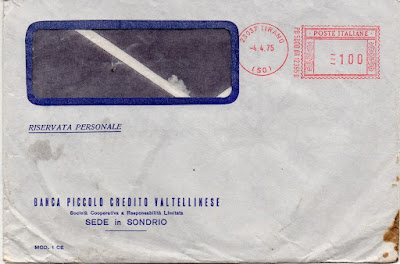 23037 TIRANO
-4.4.75
(SO)
POSTE ITALIANE
100
RISERVATA PERSONALE
BANCA PICCOLO CREDITO VALTELLINESE
Società Cooperativa a Responsabilità Limitata
SEDE in SONDRIO
MOD. 1 CE